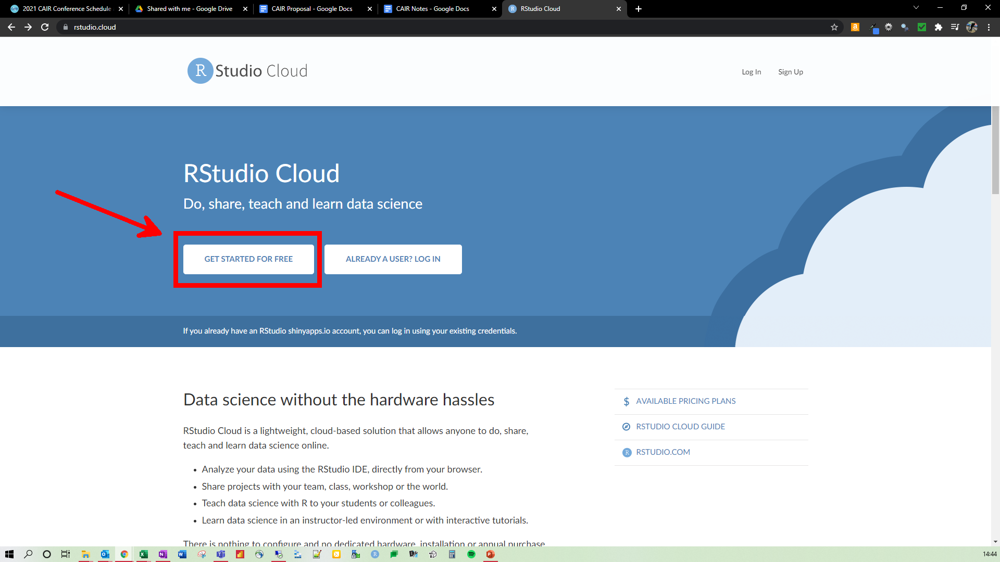 2021 CAIR Conference Schedule
Shared with me - Google Drive
CAIR Proposal - Google Docs
CAIR Notes - Google Docs
RStudio Cloud
rstudio.cloud
R Studio Cloud
Log In
Sign Up
RStudio Cloud
Do, share, teach and learn data science
GET STARTED FOR FREE
ALREADY A USER? LOG IN
If you already have an RStudio shinyapps.io account, you can log in using your existing credentials.
Data science without the hardware hassles
RStudio Cloud is a lightweight, cloud-based solution that allows anyone to do, share,
teach and learn data science online.
• Analyze your data using the RStudio IDE, directly from your browser.
• Share projects with your team, class, workshop or the world.
• Teach data science with R to your students or colleagues.
• Learn data science in an instructor-led environment or with interactive tutorials.
There is nothing to configure and no dedicated hardware, installation or annual purchase
$ AVAILABLE PRICING PLANS
RSTUDIO CLOUD GUIDE
R RSTUDIO.COM
14:44